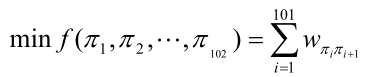 min f(π₁, π₂, ⋯, π₁₀₂) = ∑_{i=1}^{101} w_{π_i π_{i+1}}